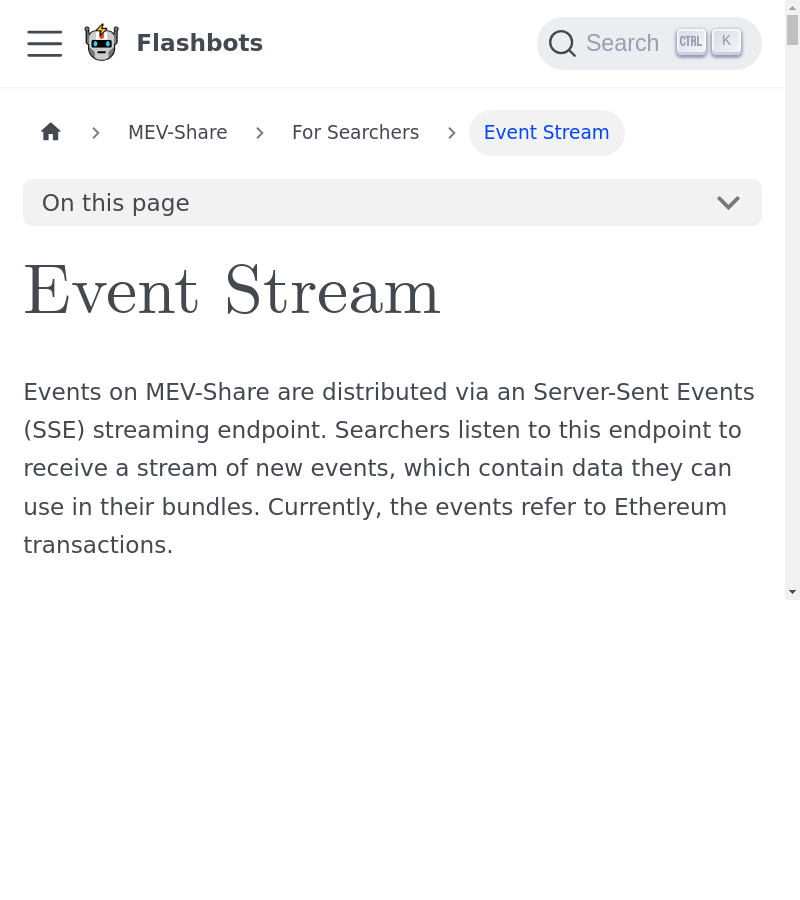 Flashbots
Search CTRL K
MEV-Share For Searchers Event Stream
On this page
Event Stream
Events on MEV-Share are distributed via an Server-Sent Events
(SSE) streaming endpoint. Searchers listen to this endpoint to
receive a stream of new events, which contain data they can
use in their bundles. Currently, the events refer to Ethereum
transactions.